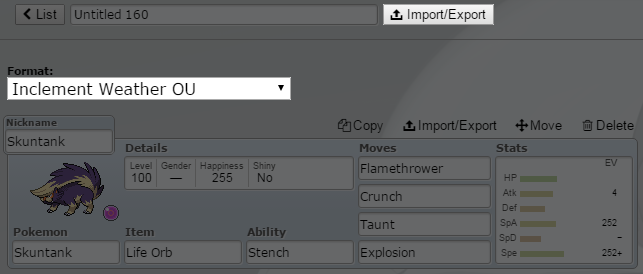 List
Untitled 160
Import/Export
Format:
Inclement Weather OU
Copy Import/Export Move Delete
Nickname
Skuntank
Details
Level Gender Happiness Shiny
100 — 255 No
Pokemon
Skuntank
Item
Life Orb
Ability
Stench
Moves
Flamethrower
Crunch
Taunt
Explosion
Stats
EV
HP
Atk 4
Def
SpA 252
SpD –
Spe 252+